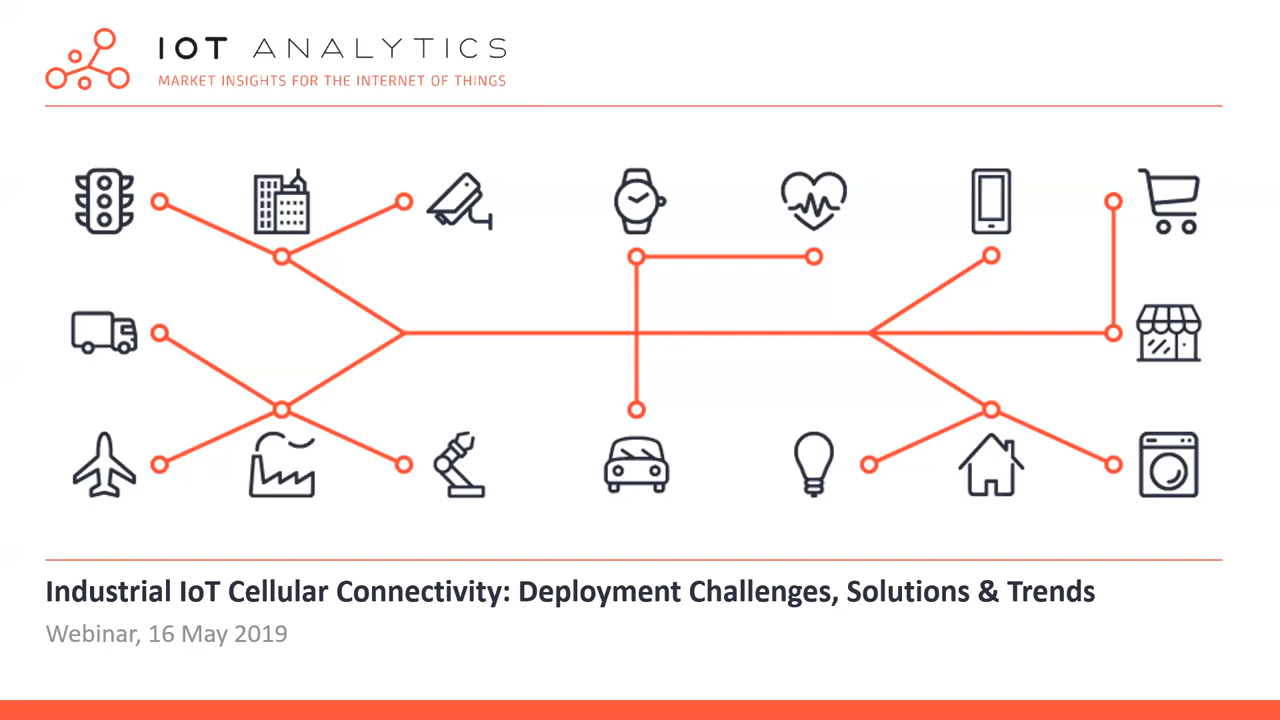 IOT ANALYTICS
MARKET INSIGHTS FOR THE INTERNET OF THINGS
Industrial IoT Cellular Connectivity: Deployment Challenges, Solutions & Trends
Webinar, 16 May 2019